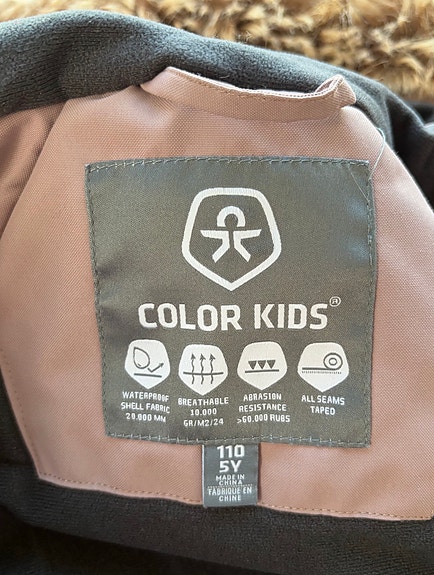 COLOR KIDS®
WATERPROOF
SHELL FABRIC
20.000 MM
BREATHABLE
10.000
GR/M2/24
ABRASION
RESISTANCE
>50.000 RUBS
ALL SEAMS
TAPED
110
5Y
MADE IN
CHINA
FABRIQUÉ EN
CHINE